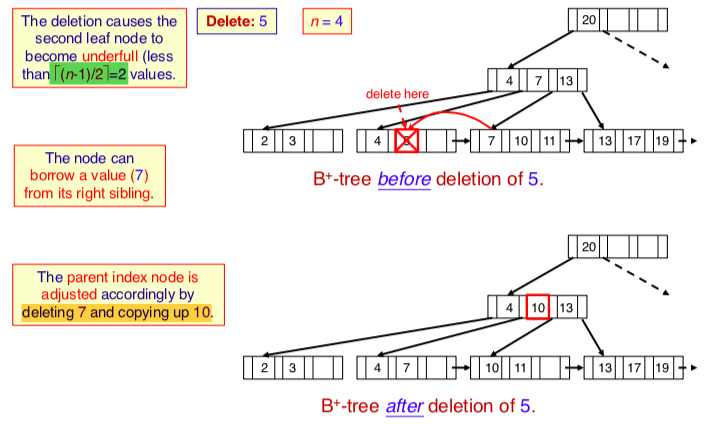 The deletion causes the
second leaf node to
become underfull (less
than ⌈(n-1)/2⌉=2 values.
Delete: 5
n = 4
20
4 7 13
delete here
2 3
4 5
7 10 11
13 17 19
B⁺-tree before deletion of 5.
The node can
borrow a value (7)
from its right sibling.
The parent index node is
adjusted accordingly by
deleting 7 and copying up 10.
20
4 10 13
2 3
4 7
10 11
13 17 19
B⁺-tree after deletion of 5.